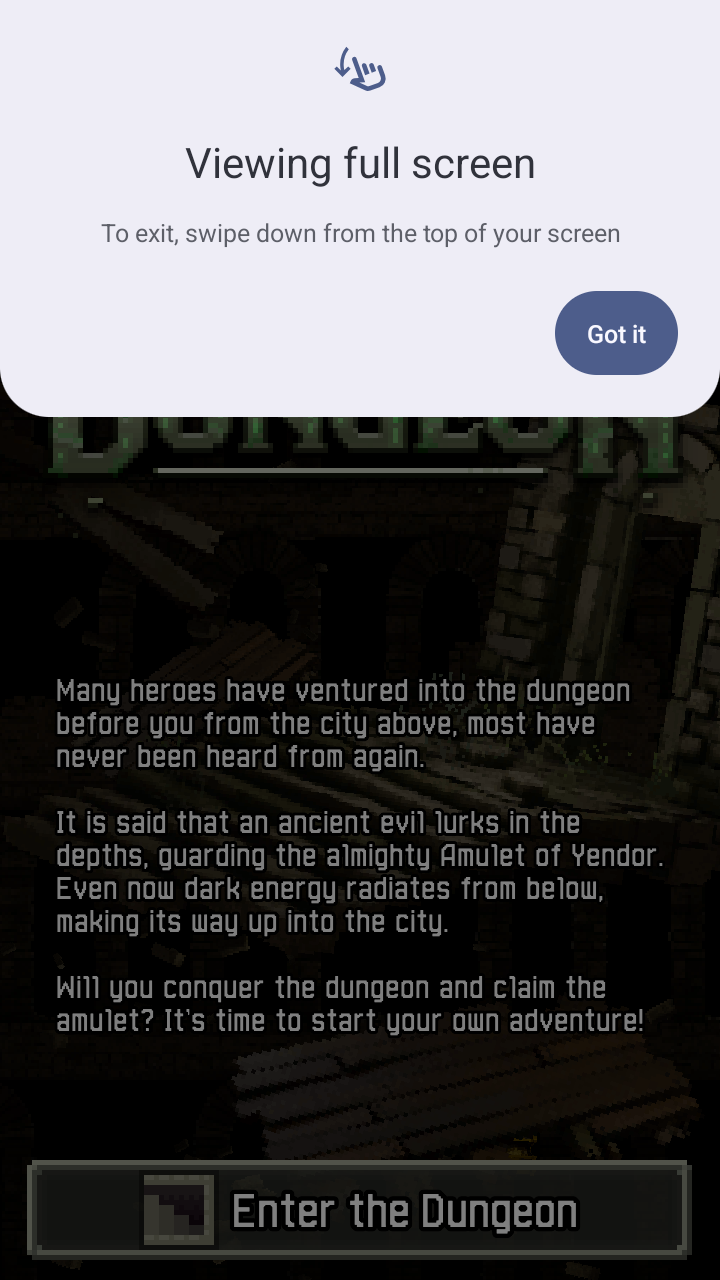 Viewing full screen
To exit, swipe down from the top of your screen
Got it
DUNGEON
Many heroes have ventured into the dungeon
before you from the city above, most have
never been heard from again.
It is said that an ancient evil lurks in the
depths, guarding the almighty Amulet of Yendor.
Even now dark energy radiates from below,
making its way up into the city.
Will you conquer the dungeon and claim the
amulet? It's time to start your own adventure!
Enter the Dungeon